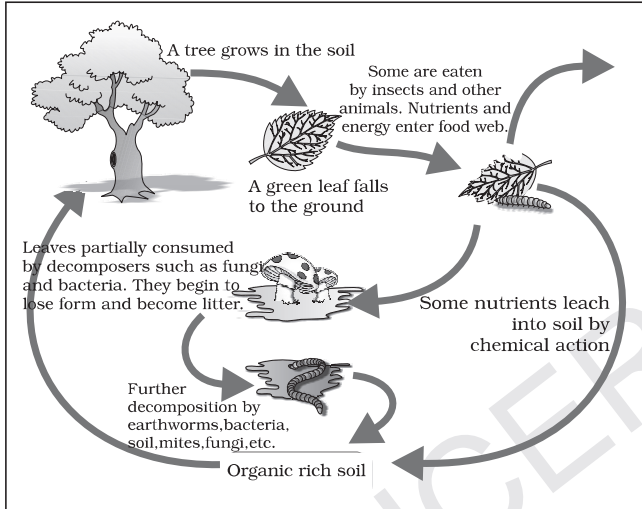 A tree grows in the soil
Some are eaten
by insects and other
animals. Nutrients and
energy enter food web.
A green leaf falls
to the ground
Leaves partially consumed
by decomposers such as fungi
and bacteria. They begin to
lose form and become litter.
Some nutrients leach
into soil by
chemical action
Further
decomposition by
earthworms,bacteria,
soil,mites,fungi,etc.
Organic rich soil
NCER